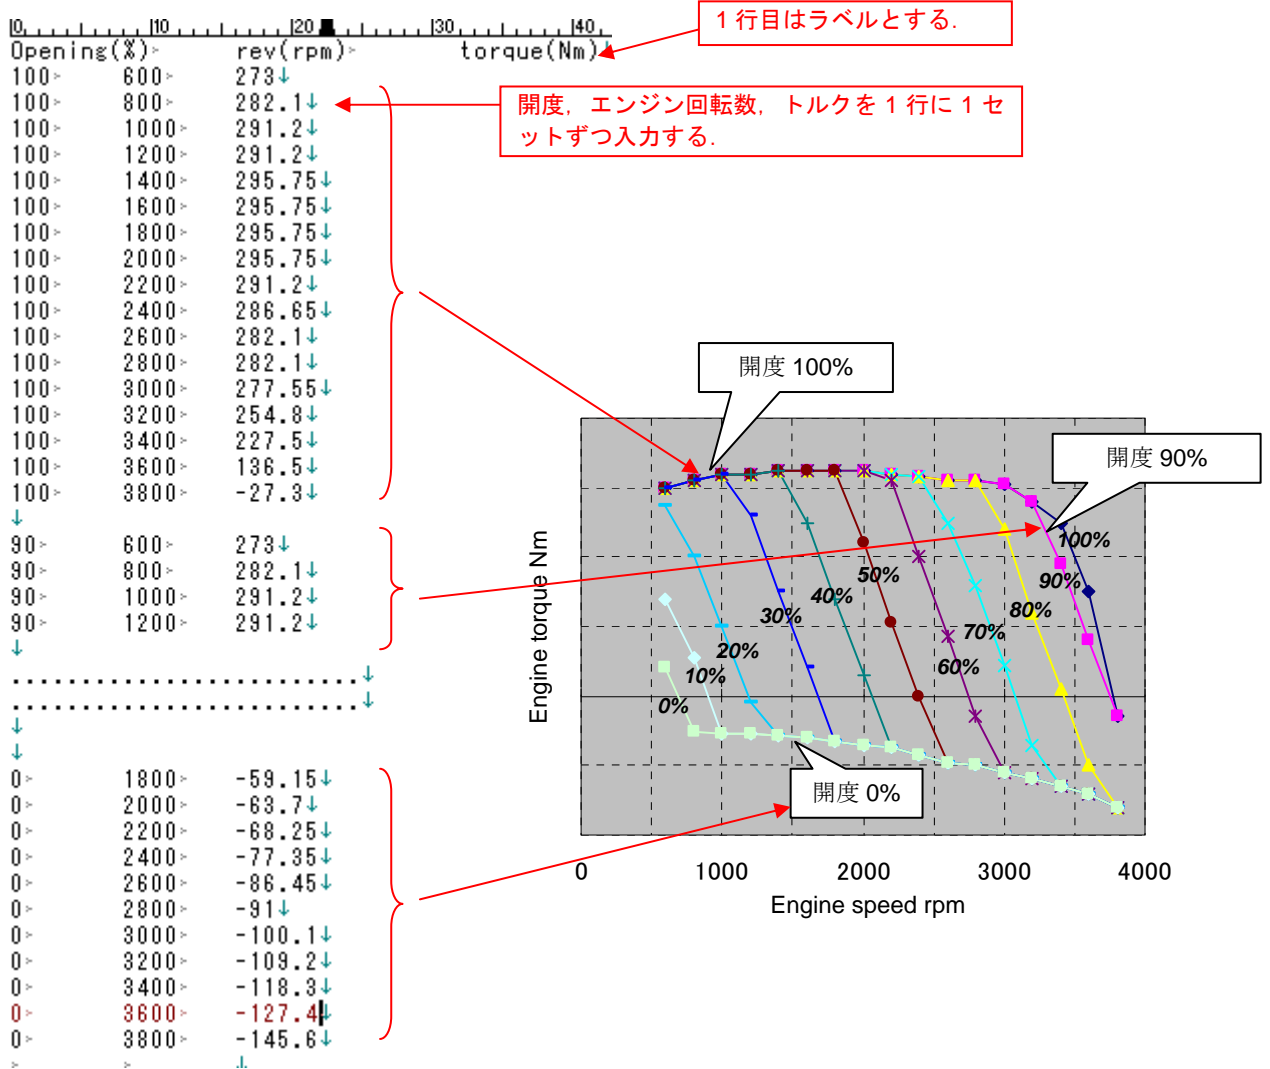 |0 |10 |20 |30 |40
1 行目はラベルとする.
Opening(%) rev(rpm) torque(Nm)↓
100 600 273↓
100 800 282.1↓
開度, エンジン回転数, トルクを 1 行に 1 セ
ットずつ入力する.
100 1000 291.2↓
100 1200 291.2↓
100 1400 295.75↓
100 1600 295.75↓
100 1800 295.75↓
100 2000 295.75↓
100 2200 291.2↓
100 2400 286.65↓
100 2600 282.1↓
100 2800 282.1↓
100 3000 277.55↓
100 3200 254.8↓
100 3400 227.5↓
100 3600 136.5↓
100 3800 -27.3↓
↓
90 600 273↓
90 800 282.1↓
90 1000 291.2↓
90 1200 291.2↓
↓
.................................↓
.................................↓
↓
↓
0 1800 -59.15↓
0 2000 -63.7↓
0 2200 -68.25↓
0 2400 -77.35↓
0 2600 -86.45↓
0 2800 -91↓
0 3000 -100.1↓
0 3200 -109.2↓
0 3400 -118.3↓
0 3600 -127.4↓
0 3800 -145.6↓
↓
開度 100%
開度 90%
100%
90%
80%
70%
60%
50%
40%
30%
20%
10%
0%
開度 0%
Engine torque Nm
0 1000 2000 3000 4000
Engine speed rpm